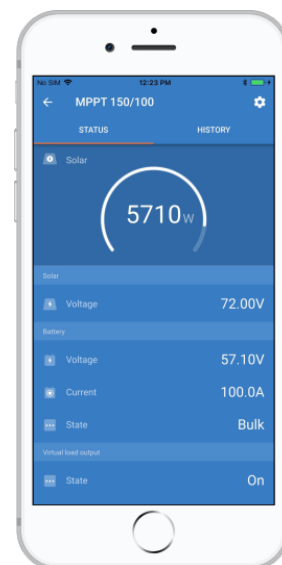 No SIM 12:23 PM
MPPT 150/100
STATUS HISTORY
Solar
5710W
Solar
Voltage 72.00V
Battery
Voltage 57.10V
Current 100.0A
State Bulk
Virtual load output
State On